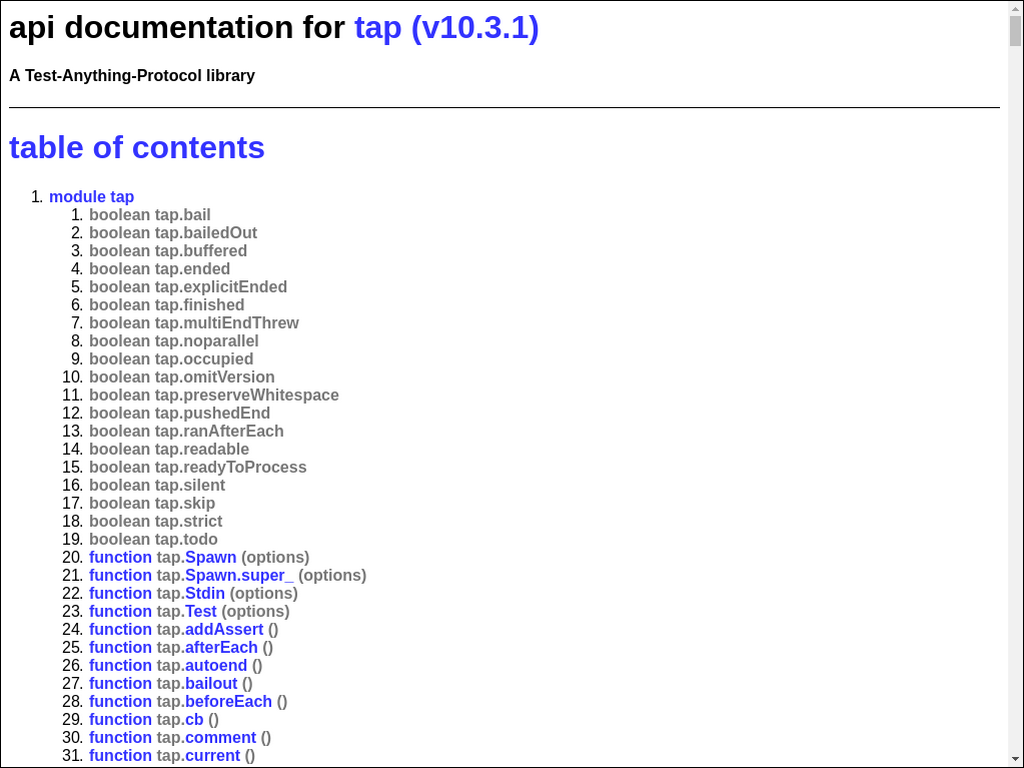 api documentation for tap (v10.3.1)
A Test-Anything-Protocol library
table of contents
1. module tap
1. boolean tap.bail
2. boolean tap.bailedOut
3. boolean tap.buffered
4. boolean tap.ended
5. boolean tap.explicitEnded
6. boolean tap.finished
7. boolean tap.multiEndThrew
8. boolean tap.noparallel
9. boolean tap.occupied
10. boolean tap.omitVersion
11. boolean tap.preserveWhitespace
12. boolean tap.pushedEnd
13. boolean tap.ranAfterEach
14. boolean tap.readable
15. boolean tap.readyToProcess
16. boolean tap.silent
17. boolean tap.skip
18. boolean tap.strict
19. boolean tap.todo
20. function tap.Spawn (options)
21. function tap.Spawn.super_ (options)
22. function tap.Stdin (options)
23. function tap.Test (options)
24. function tap.addAssert ()
25. function tap.afterEach ()
26. function tap.autoend ()
27. function tap.bailout ()
28. function tap.beforeEach ()
29. function tap.cb ()
30. function tap.comment ()
31. function tap.current ()